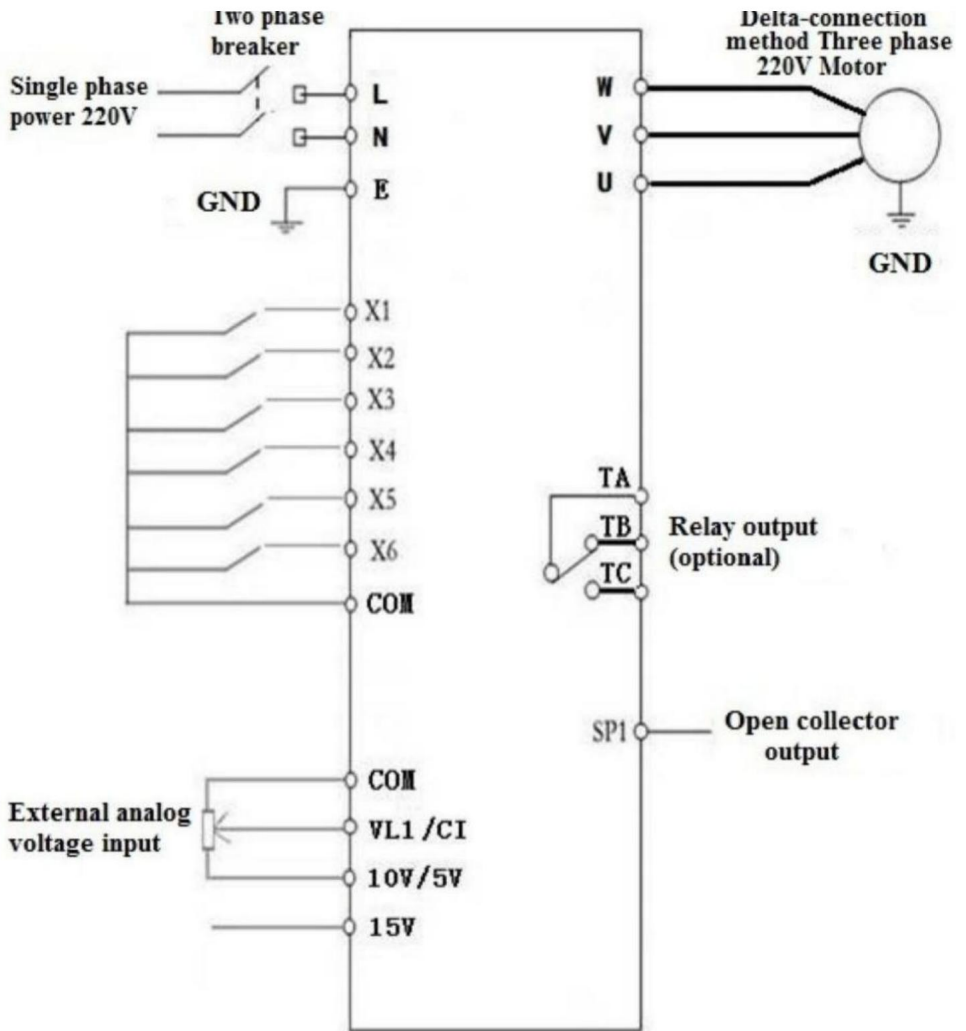 Two phase
breaker
Single phase
power 220V
L
N
E
GND
Delta-connection
method Three phase
220V Motor
W
V
U
GND
X1
X2
X3
X4
X5
X6
COM
TA
TB
TC
Relay output
(optional)
SP1
Open collector
output
External analog
voltage input
COM
VL1/CI
10V/5V
15V